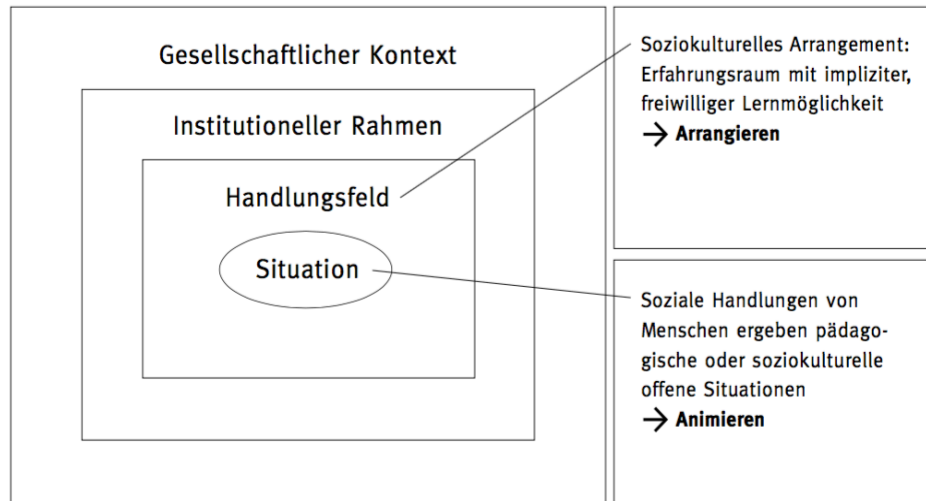 Gesellschaftlicher Kontext
Institutioneller Rahmen
Handlungsfeld
Situation
Soziokulturelles Arrangement:
Erfahrungsraum mit impliziter,
freiwilliger Lernmöglichkeit
→ Arrangieren
Soziale Handlungen von
Menschen ergeben pädago-
gische oder soziokulturelle
offene Situationen
→ Animieren